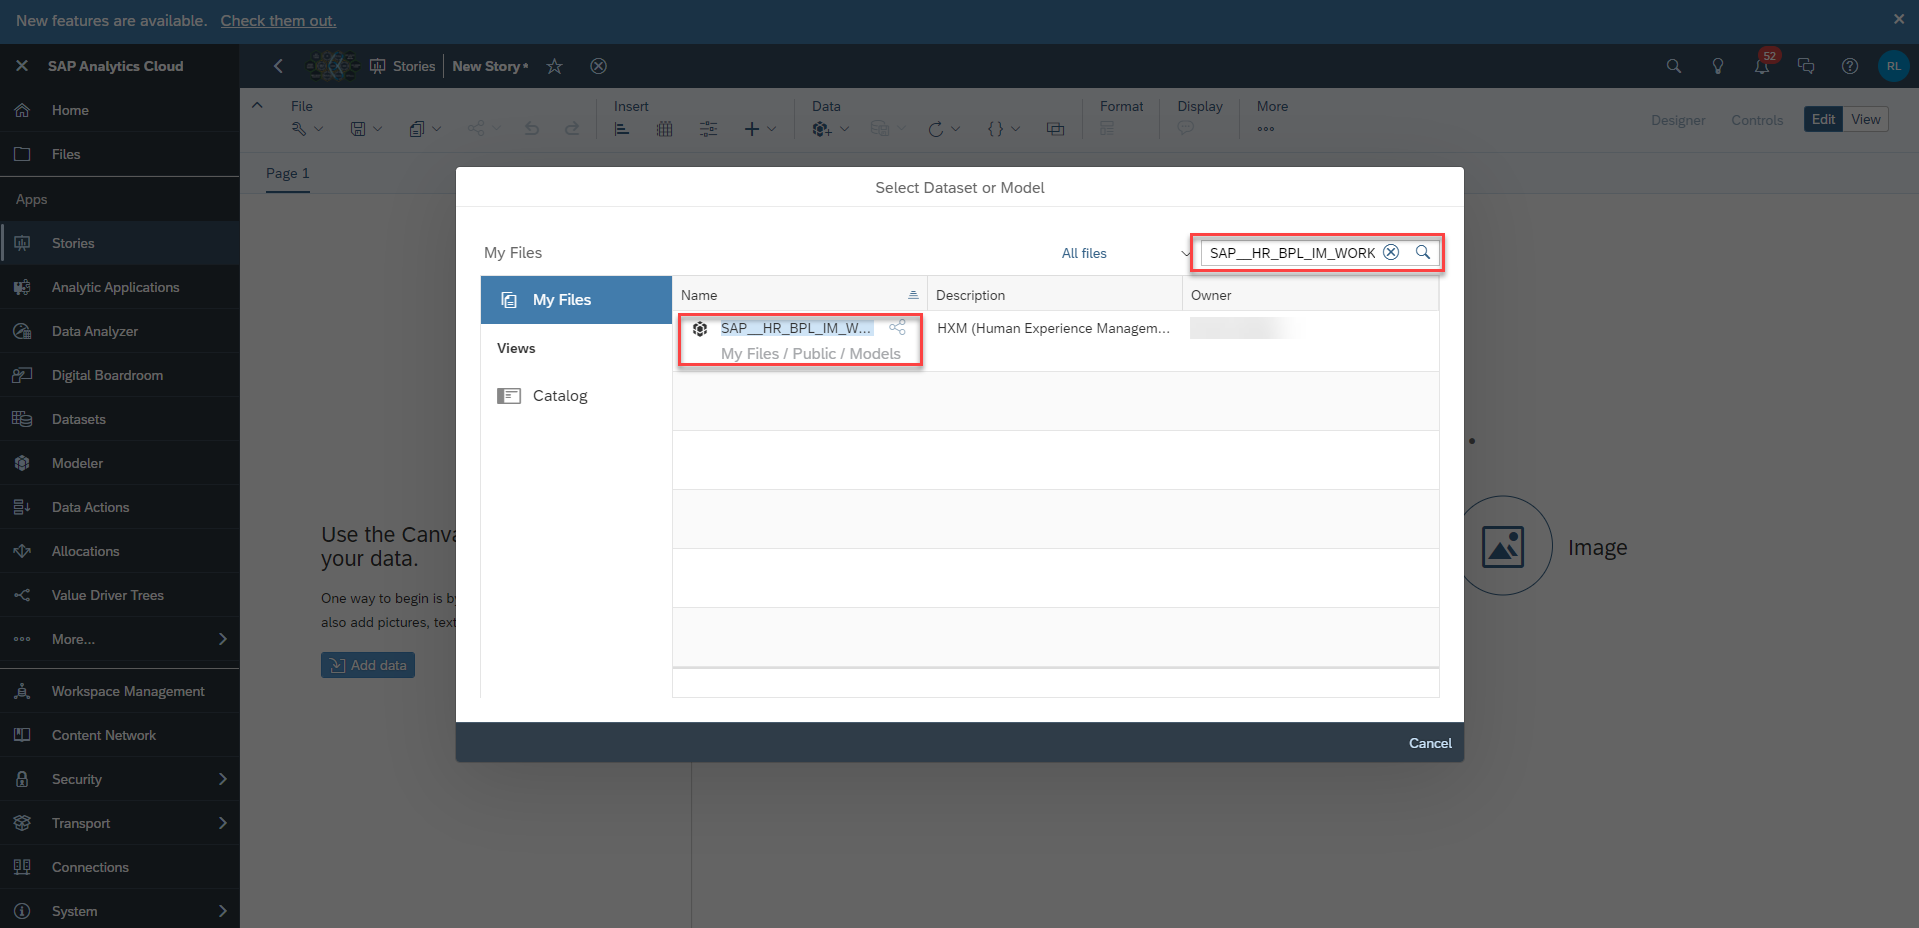 New features are available. Check them out.
SAP Analytics Cloud
Stories New Story*
52
RL
Home
Files
Apps
Stories
Analytic Applications
Data Analyzer
Digital Boardroom
Datasets
Modeler
Data Actions
Allocations
Value Driver Trees
More...
Workspace Management
Content Network
Security
Transport
Connections
System
File
Insert
Data
Format
Display
More
Designer
Controls
Edit
View
Page 1
Select Dataset or Model
My Files
All files
SAP__HR_BPL_IM_WORK
My Files
Views
Catalog
Name
Description
Owner
SAP__HR_BPL_IM_W...
HXM (Human Experience Managem...
My Files / Public / Models
Cancel
Use the Canva
your data.
One way to begin is by
also add pictures, text
Add data
Image